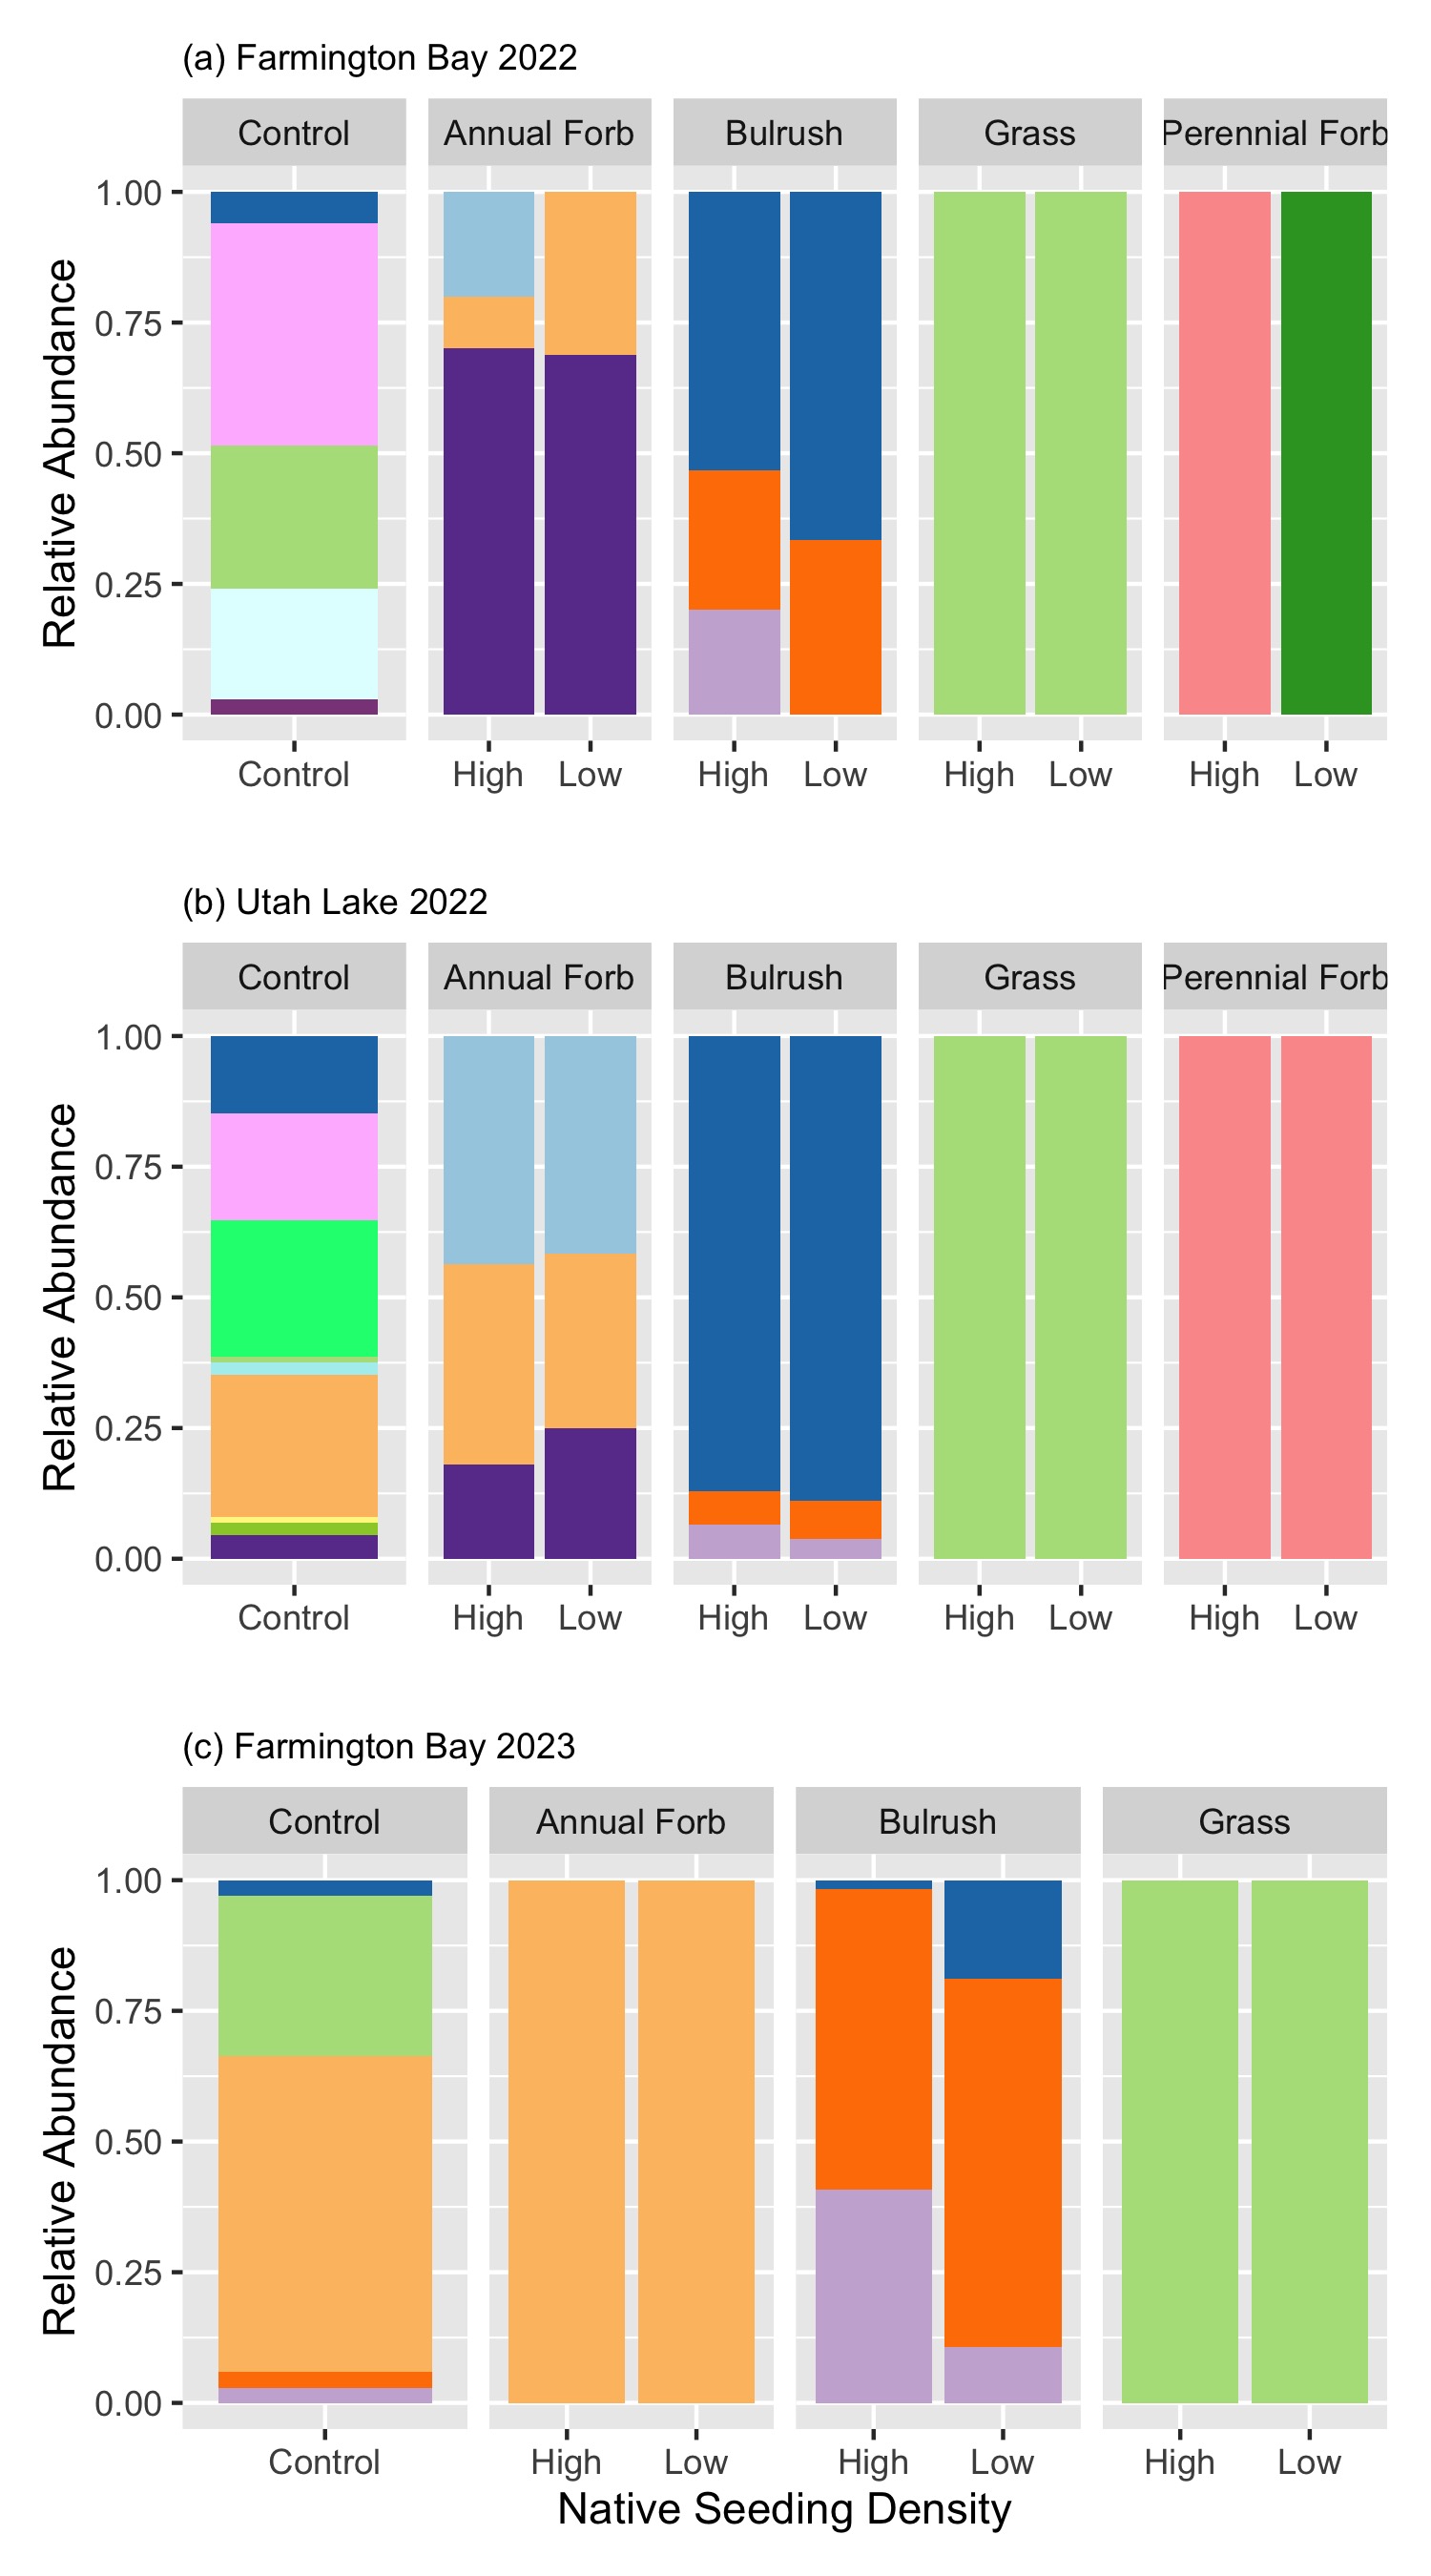 (a) Farmington Bay 2022
Control Annual Forb Bulrush Grass Perennial Forb
Relative Abundance
1.00
0.75
0.50
0.25
0.00
Control High Low High Low High Low High Low
(b) Utah Lake 2022
Control Annual Forb Bulrush Grass Perennial Forb
Relative Abundance
1.00
0.75
0.50
0.25
0.00
Control High Low High Low High Low High Low
(c) Farmington Bay 2023
Control Annual Forb Bulrush Grass
Relative Abundance
1.00
0.75
0.50
0.25
0.00
Control High Low High Low High Low
Native Seeding Density